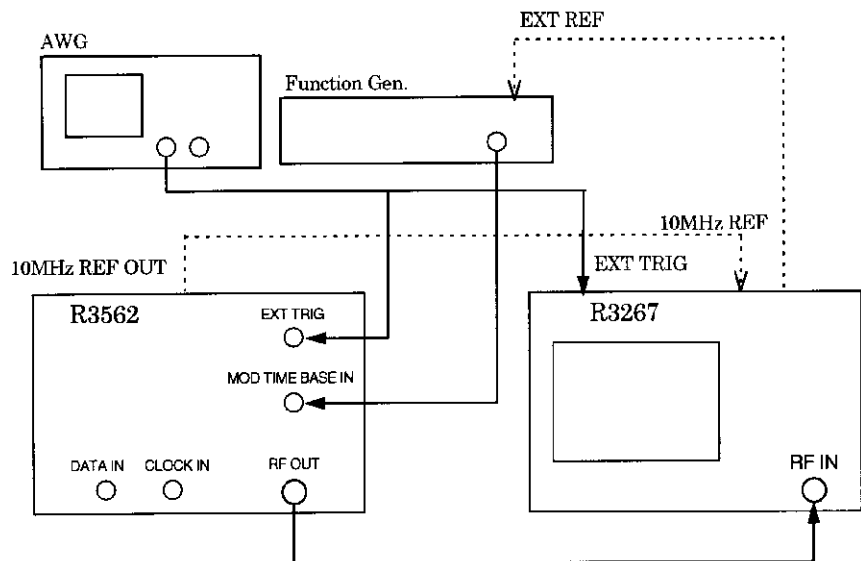 EXT REF
AWG
Function Gen.
10MHz REF
10MHz REF OUT
EXT TRIG
R3562
EXT TRIG
R3267
MOD TIME BASE IN
DATA IN
CLOCK IN
RF OUT
RF IN